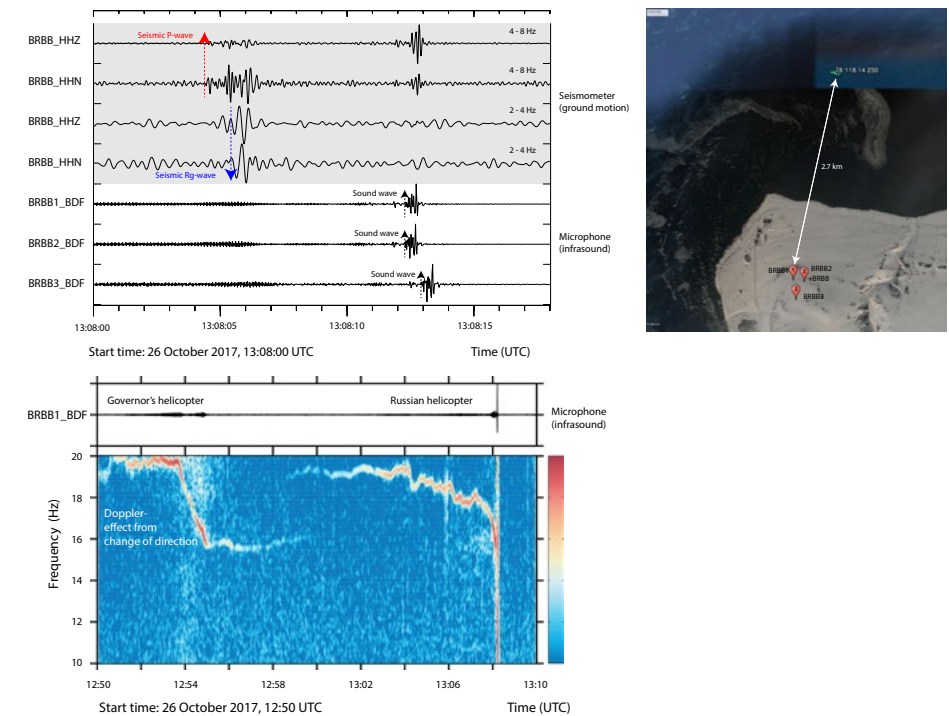 BRBB_HHZ
Seismic P-wave
4 - 8 Hz
BRBB_HHN
4 - 8 Hz
Seismometer
(ground motion)
BRBB_HHZ
2 - 4 Hz
BRBB_HHN
2 - 4 Hz
Seismic Rg-wave
BRBB1_BDF
Sound wave
BRBB2_BDF
Sound wave
Microphone
(infrasound)
BRBB3_BDF
Sound wave
13:08:00
13:08:05
13:08:10
13:08:15
Start time: 26 October 2017, 13:08:00 UTC
Time (UTC)
78 118 14 230
2.7 km
BRBB1
BRBB2
+BRBB
BRBB3
BRBB1_BDF
Governor's helicopter
Russian helicopter
Microphone
(infrasound)
Frequency (Hz)
20
18
16
14
12
10
Doppler-
effect from
change of direction
12:50
12:54
12:58
13:02
13:06
13:10
Start time: 26 October 2017, 12:50 UTC
Time (UTC)